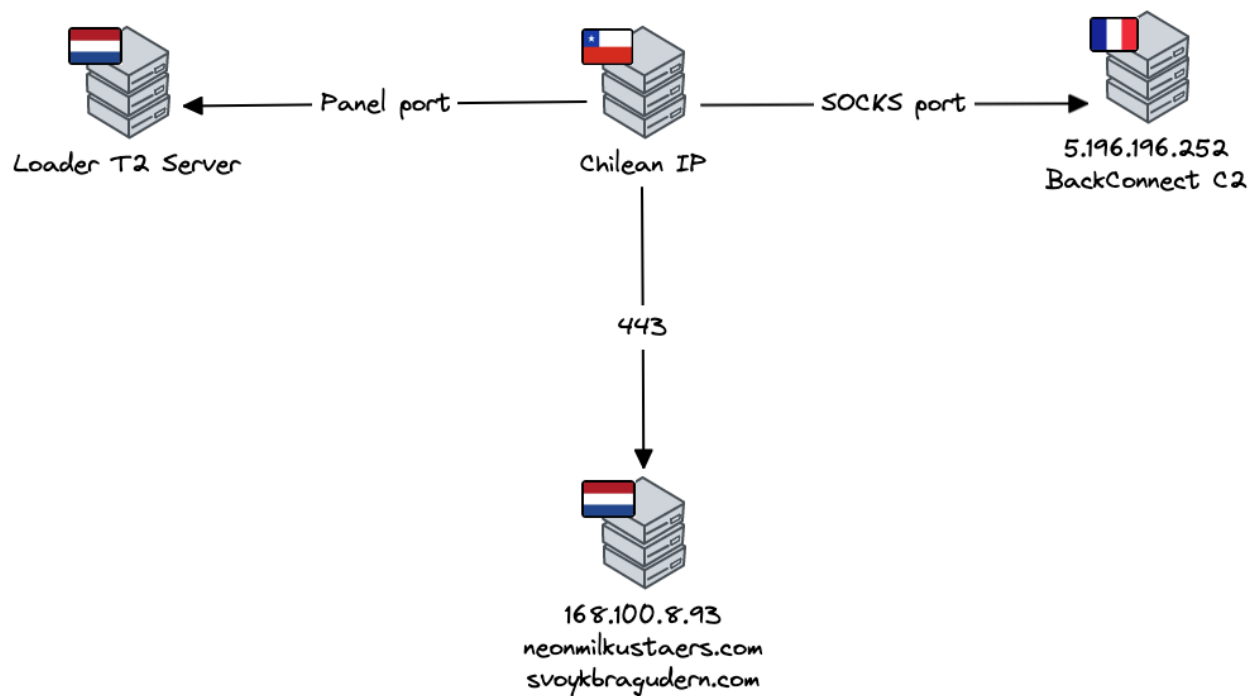 Panel port
SOCKS port
Loader T2 Server
Chilean IP
5.196.196.252
BackConnect C2
443
168.100.8.93
neonmilkustaers.com
svoykbragudern.com